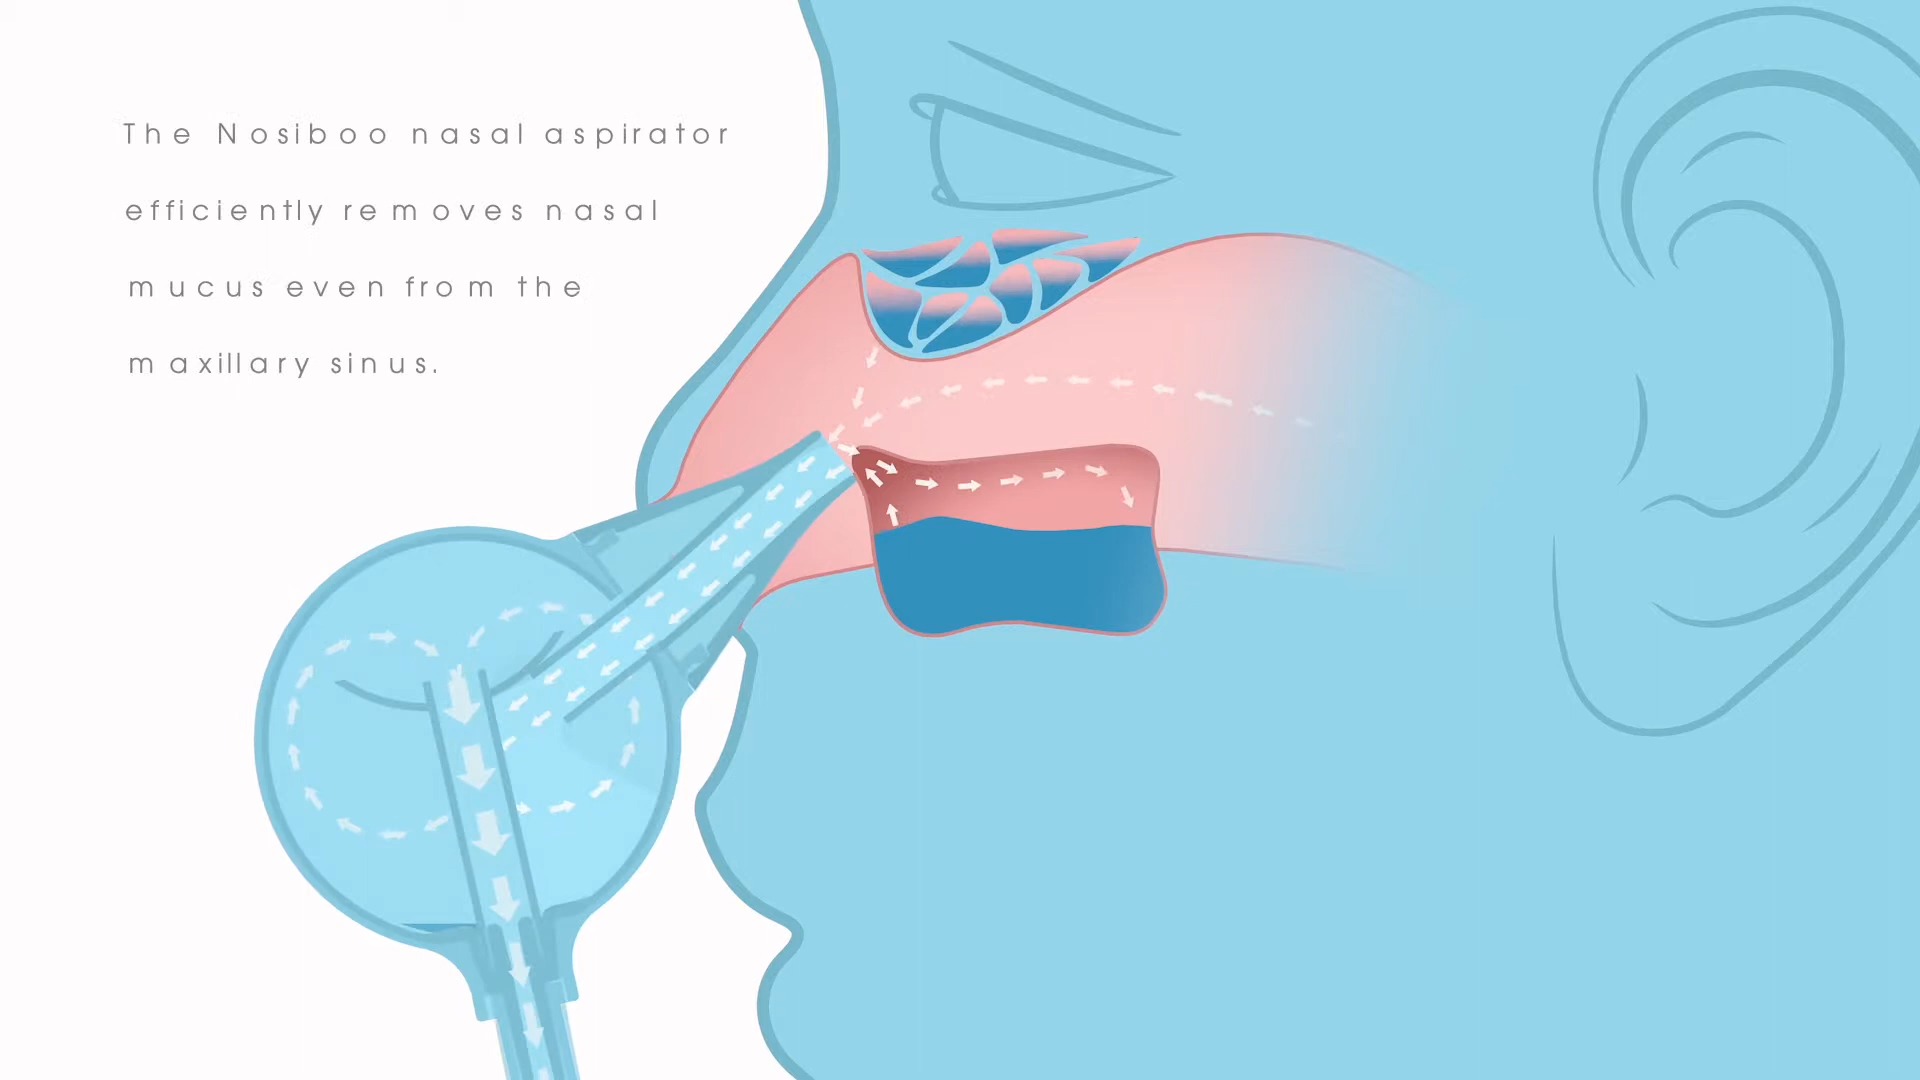 The Nosiboo nasal aspirator
efficiently removes nasal
mucus even from the
maxillary sinus.